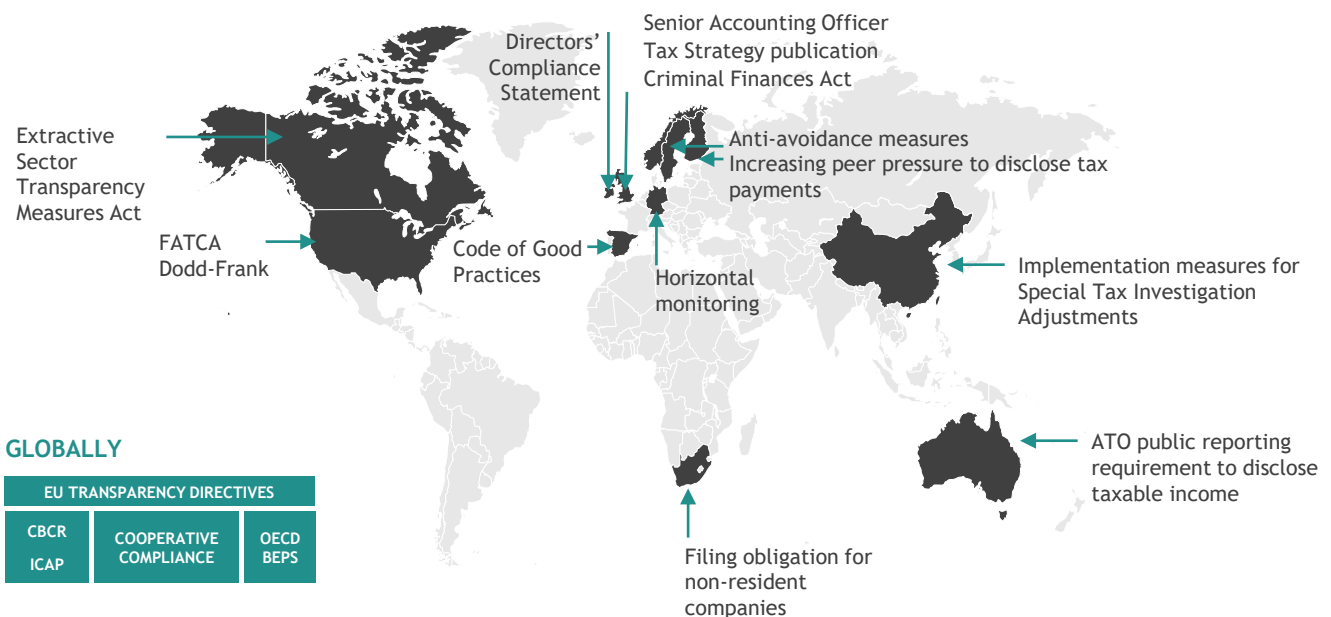 Senior Accounting Officer
Tax Strategy publication
Criminal Finances Act
Directors’
Compliance
Statement
Extractive
Sector
Transparency
Measures Act
Anti-avoidance measures
Increasing peer pressure to disclose tax
payments
FATCA
Dodd-Frank
Code of Good
Practices
Horizontal
monitoring
Implementation measures for
Special Tax Investigation
Adjustments
GLOBALLY
EU TRANSPARENCY DIRECTIVES
CBCR
ICAP
COOPERATIVE
COMPLIANCE
OECD
BEPS
ATO public reporting
requirement to disclose
taxable income
Filing obligation for
non-resident
companies